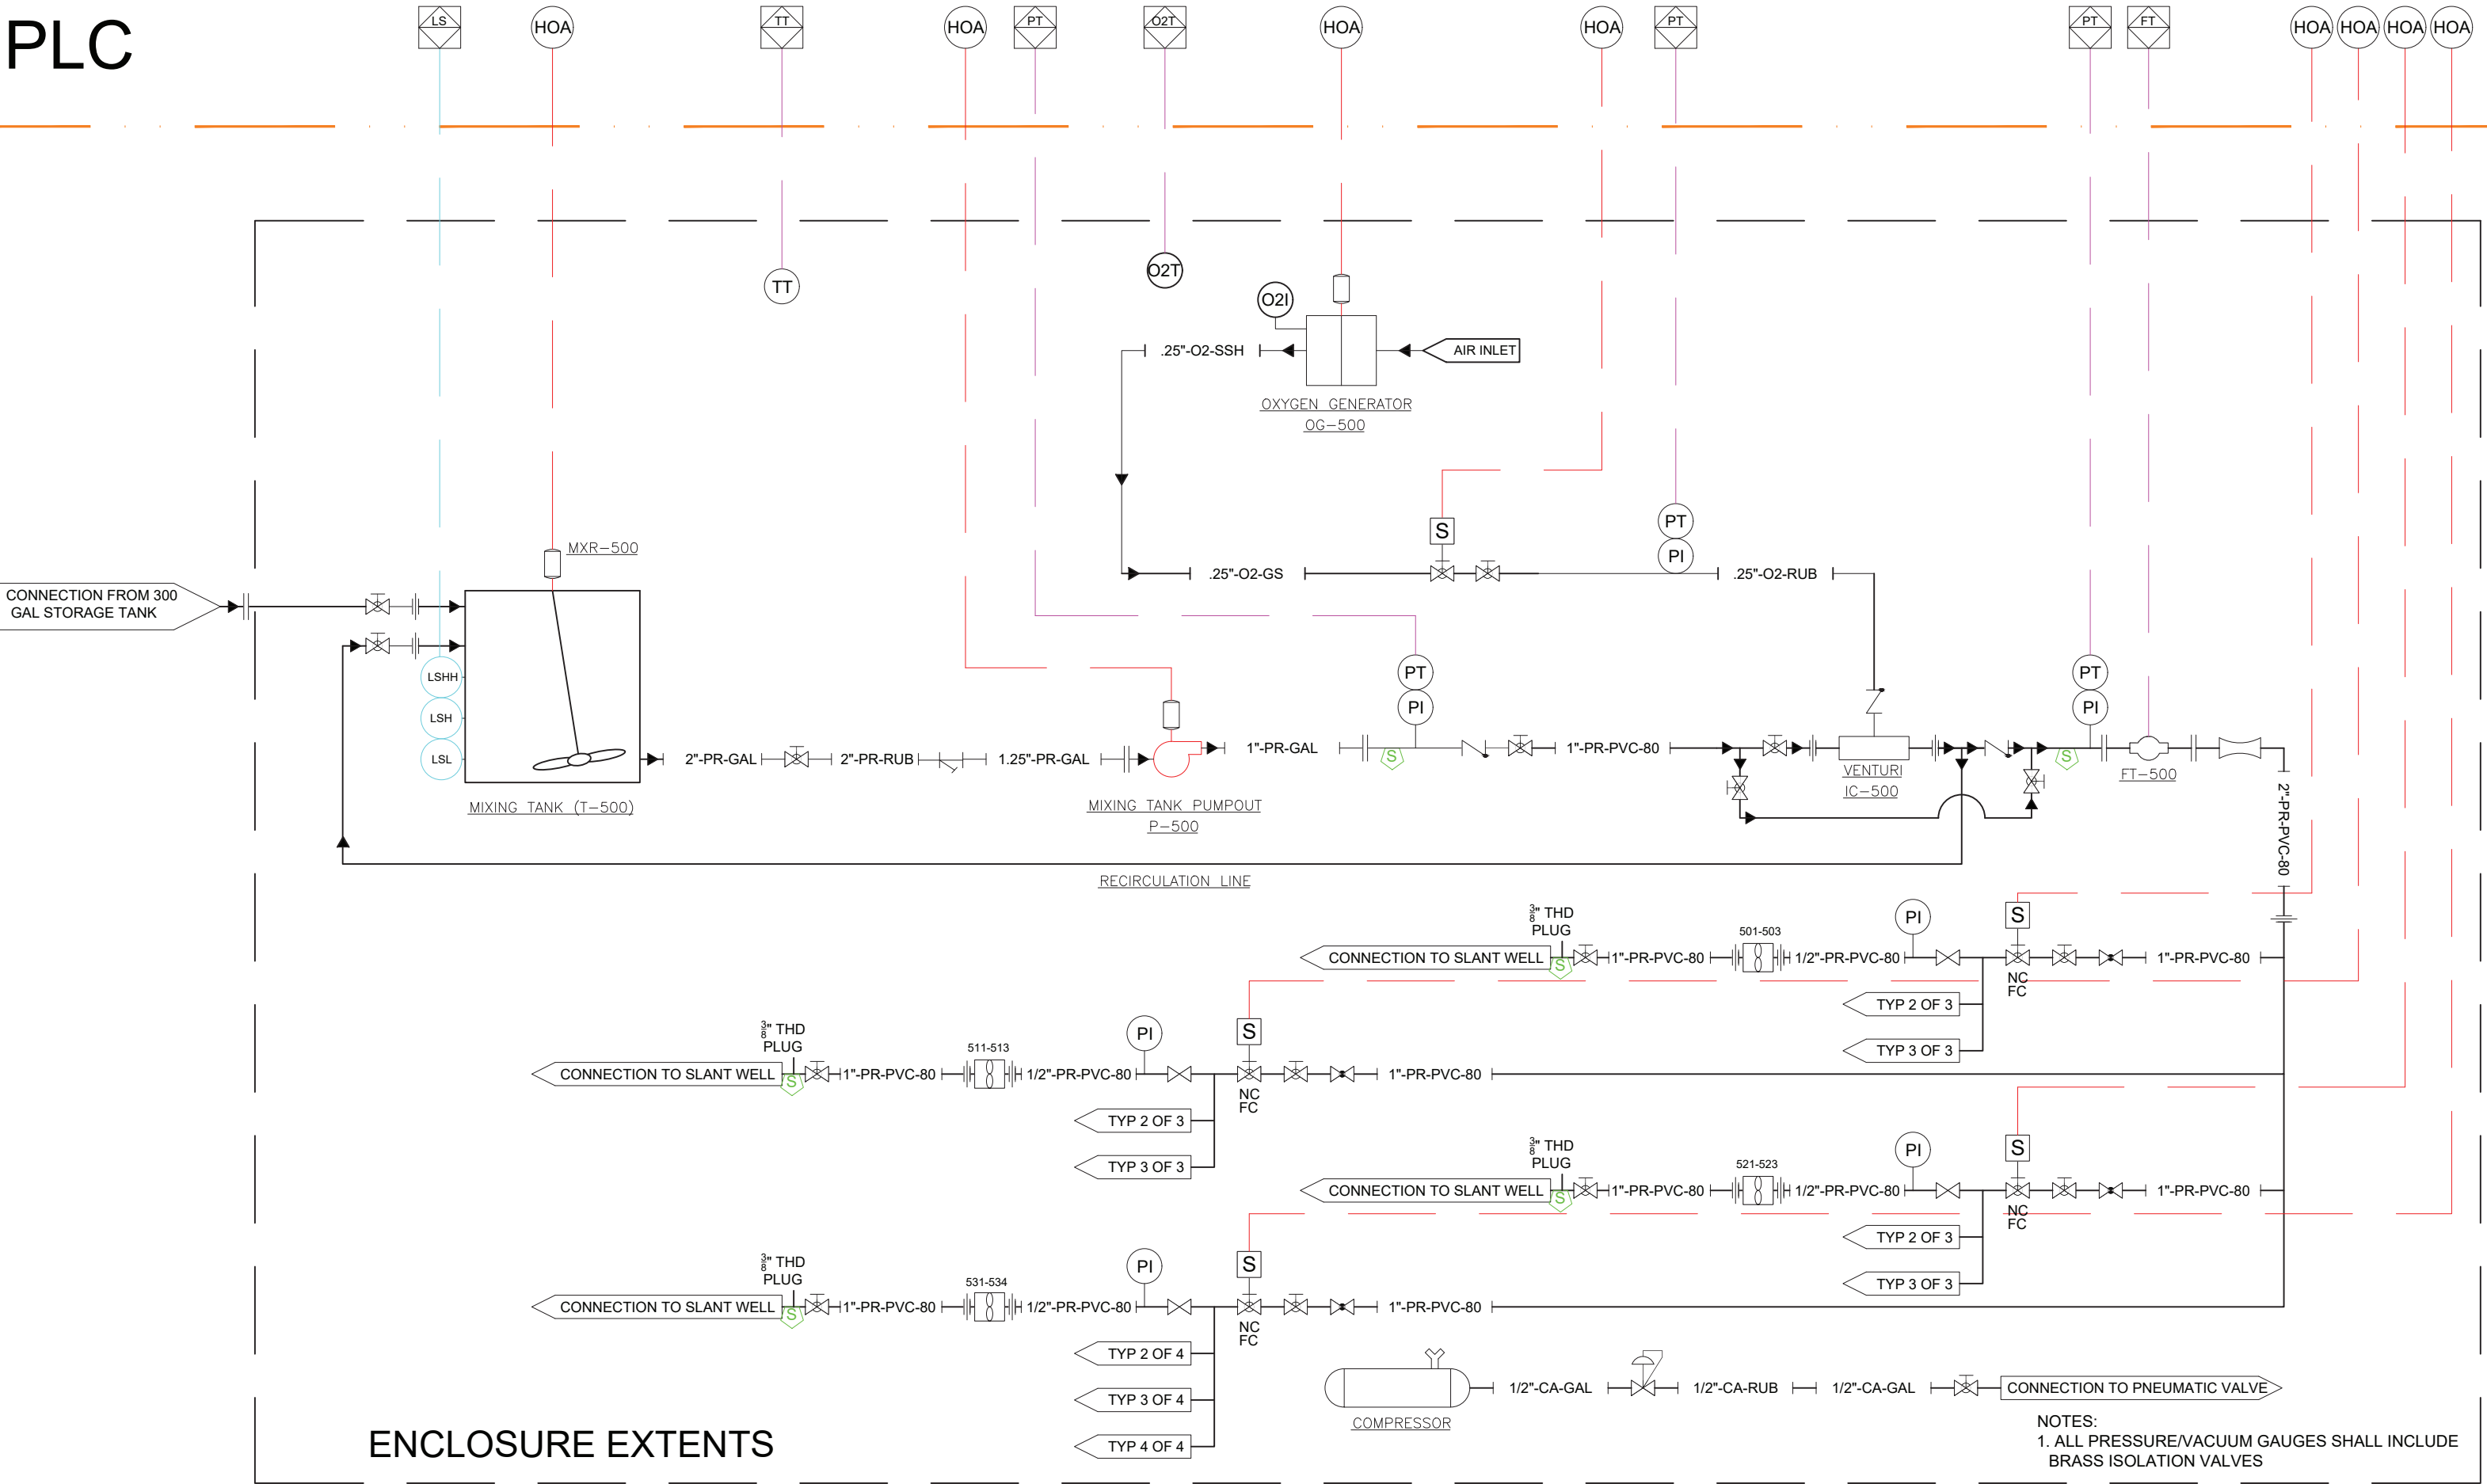 PLC
LS
HOA
TT
HOA
PT
O2T
HOA
HOA
PT
PT
FT
HOA
HOA
HOA
HOA
TT
O2T
O2I
.25"-O2-SSH
AIR INLET
OXYGEN GENERATOR
OG-500
S
PT
PI
MXR-500
.25"-O2-GS
.25"-O2-RUB
CONNECTION FROM 300
GAL STORAGE TANK
LSHH
LSH
LSL
PT
PI
PT
PI
2"-PR-GAL
2"-PR-RUB
1.25"-PR-GAL
1"-PR-GAL
S
1"-PR-PVC-80
S
VENTURI
IC-500
FT-500
MIXING TANK (T-500)
MIXING TANK PUMPOUT
P-500
2"-PR-PVC-80
RECIRCULATION LINE
3/8" THD
PLUG
501-503
PI
S
CONNECTION TO SLANT WELL
S
1"-PR-PVC-80
1/2"-PR-PVC-80
1"-PR-PVC-80
NC
FC
TYP 2 OF 3
TYP 3 OF 3
3/8" THD
PLUG
511-513
PI
S
CONNECTION TO SLANT WELL
S
1"-PR-PVC-80
1/2"-PR-PVC-80
1"-PR-PVC-80
NC
FC
TYP 2 OF 3
TYP 3 OF 3
3/8" THD
PLUG
521-523
PI
S
CONNECTION TO SLANT WELL
S
1"-PR-PVC-80
1/2"-PR-PVC-80
1"-PR-PVC-80
NC
FC
TYP 2 OF 3
TYP 3 OF 3
3/8" THD
PLUG
531-534
PI
S
CONNECTION TO SLANT WELL
S
1"-PR-PVC-80
1/2"-PR-PVC-80
1"-PR-PVC-80
NC
FC
TYP 2 OF 4
TYP 3 OF 4
TYP 4 OF 4
COMPRESSOR
1/2"-CA-GAL
1/2"-CA-RUB
1/2"-CA-GAL
CONNECTION TO PNEUMATIC VALVE
ENCLOSURE EXTENTS
NOTES:
1. ALL PRESSURE/VACUUM GAUGES SHALL INCLUDE
BRASS ISOLATION VALVES